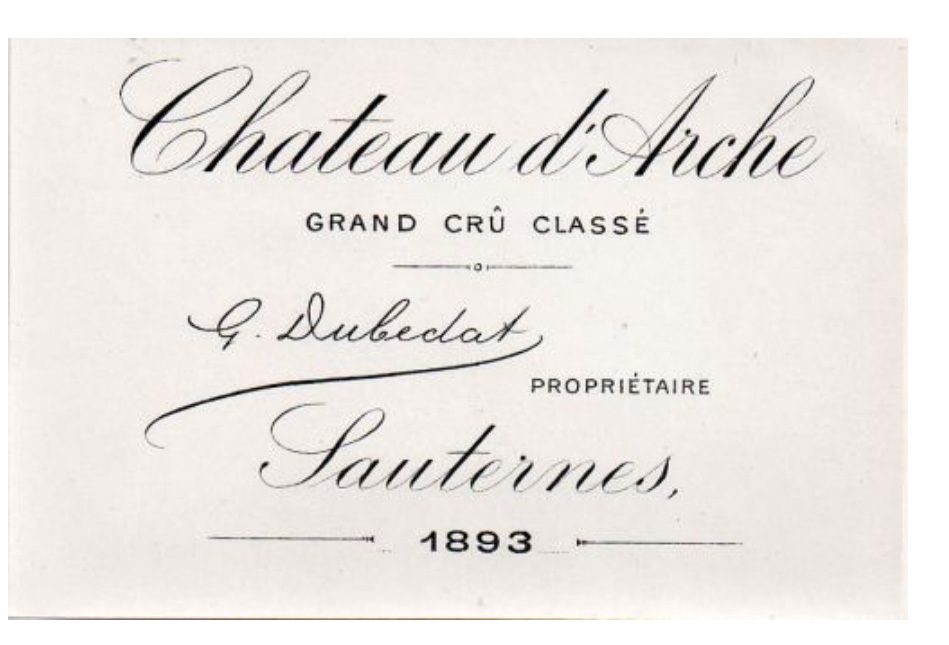 Chateau d'Arche
GRAND CRÛ CLASSÉ
G. Dubedat
PROPRIÉTAIRE
Sauternes,
1893